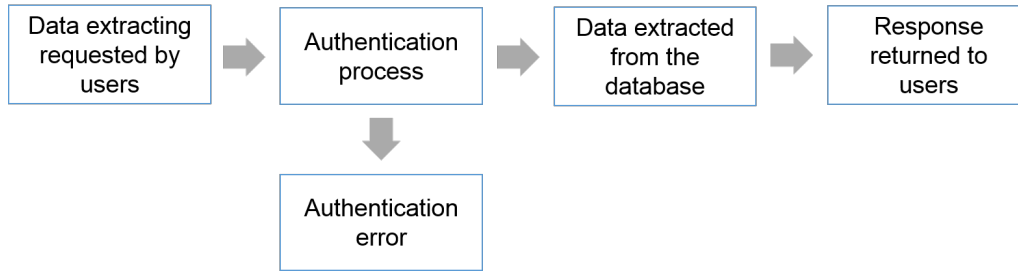 Data extracting
requested by
users
Authentication
process
Data extracted
from the
database
Response
returned to
users
Authentication
error